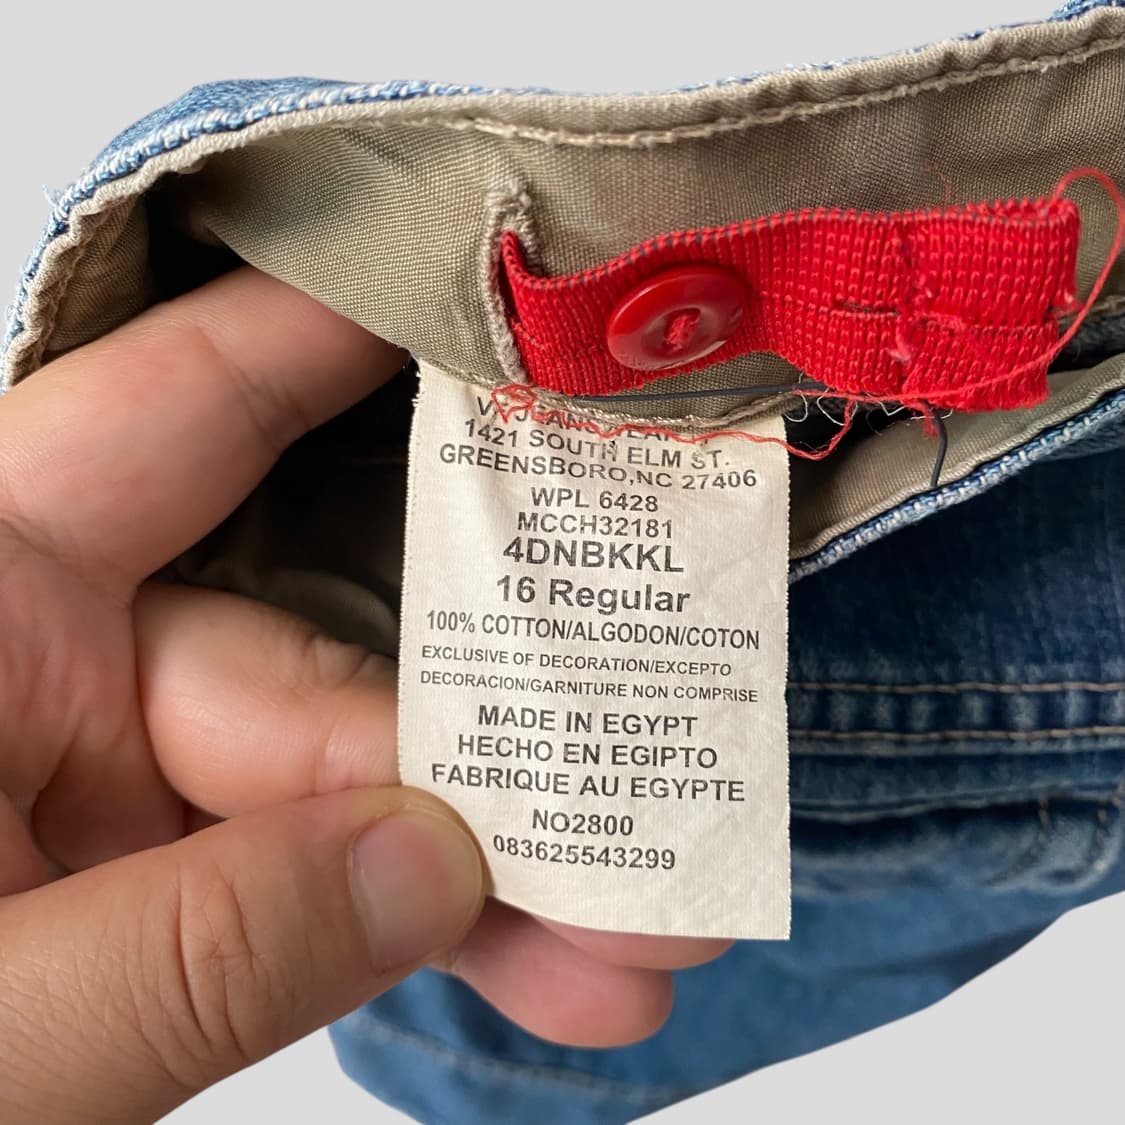 1421 SOUTH ELM ST.
GREENSBORO,NC 27406
WPL 6428
MCCH32181
4DNBKKL
16 Regular
100% COTTON/ALGODON/COTON
EXCLUSIVE OF DECORATION/EXCEPTO
DECORACION/GARNITURE NON COMPRISE
MADE IN EGYPT
HECHO EN EGIPTO
FABRIQUE AU EGYPTE
NO2800
083625543299